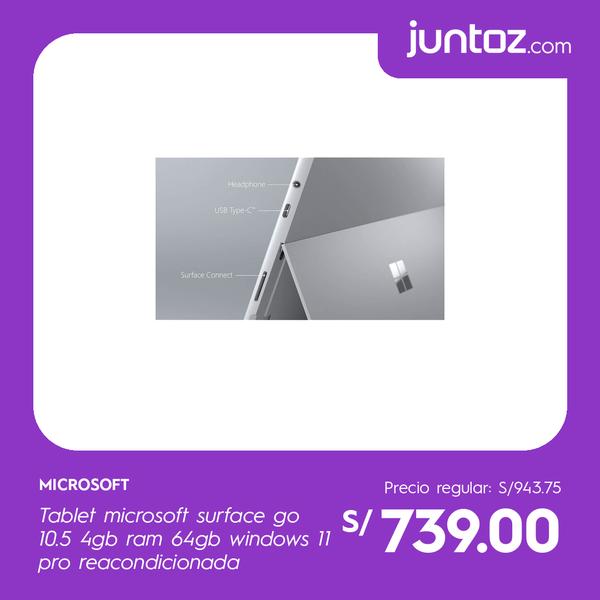 juntoz.com
Headphone
USB Type-C™
Surface Connect
MICROSOFT
Tablet microsoft surface go
10.5 4gb ram 64gb windows 11
pro reacondicionada
Precio regular: S/943.75
S/739.00